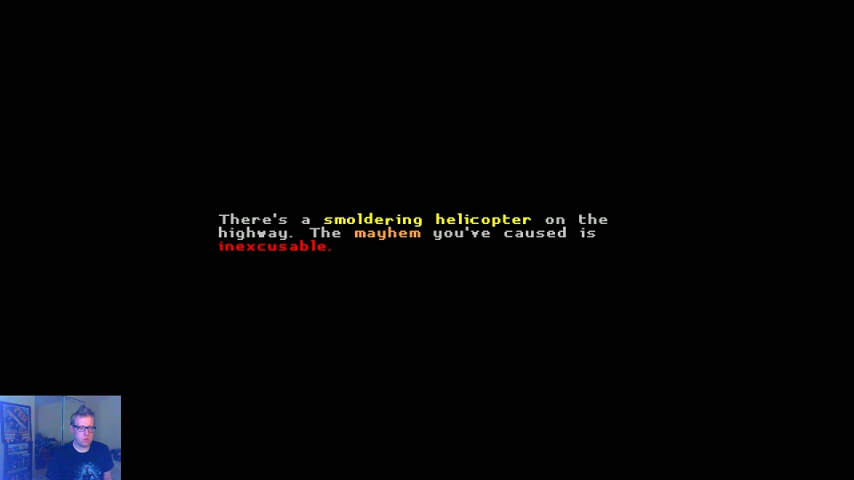 There's a smoldering helicopter on the
highway. The mayhem you've caused is
inexcusable.